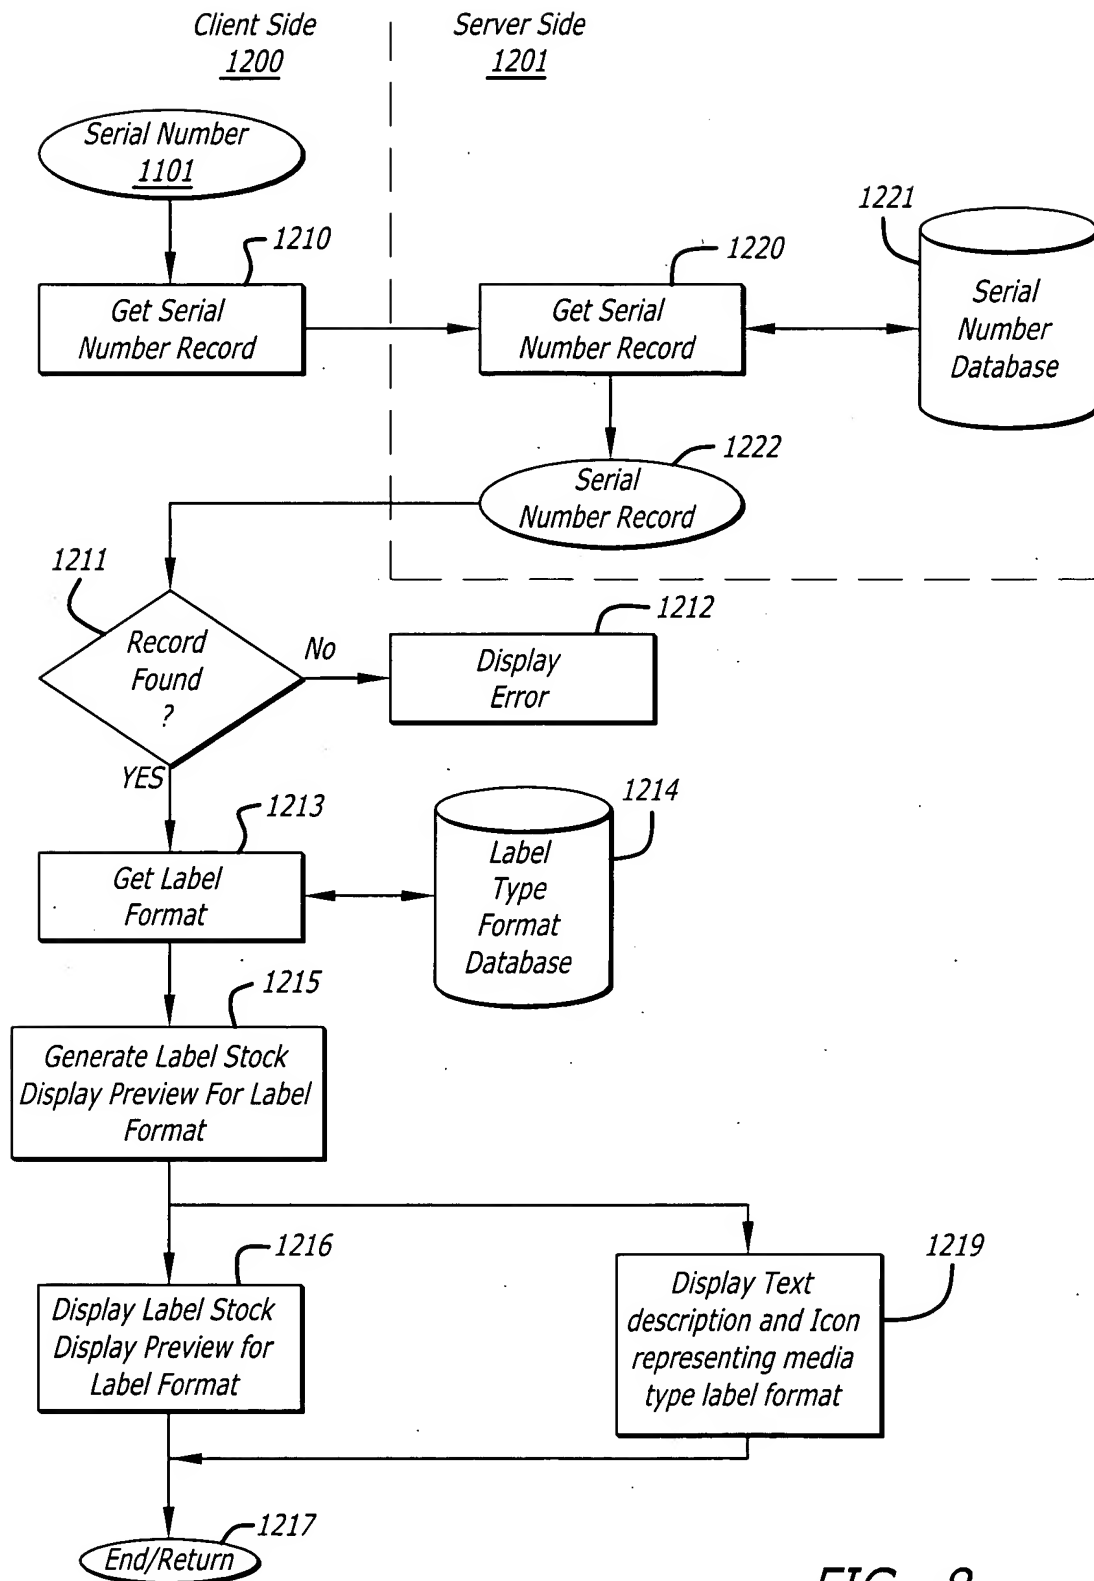 Client Side
1200
Server Side
1201
Serial Number
1101
1210
Get Serial
Number Record
1220
Get Serial
Number Record
1221
Serial
Number
Database
1222
Serial
Number Record
1211
Record
Found
?
No
YES
1212
Display
Error
1213
Get Label
Format
1214
Label
Type
Format
Database
1215
Generate Label Stock
Display Preview For Label
Format
1216
Display Label Stock
Display Preview for
Label Format
1219
Display Text
description and Icon
representing media
type label format
1217
End/Return